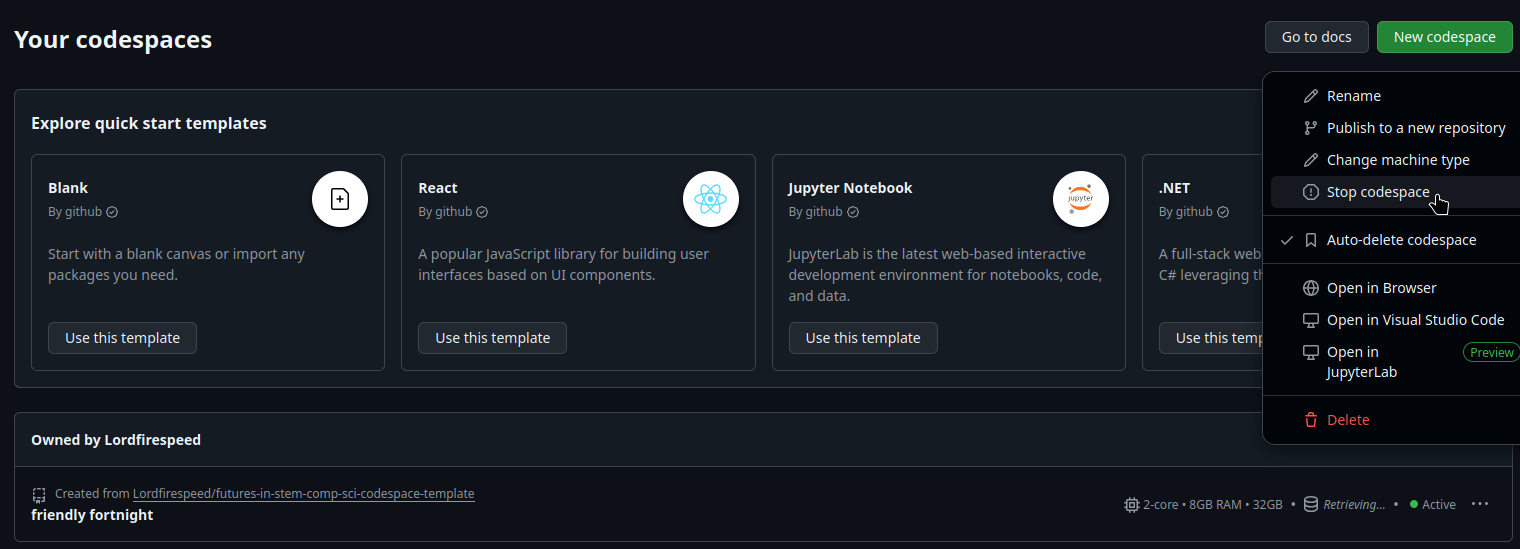 Your codespaces
Go to docs
New codespace
Explore quick start templates
Blank
By github
Start with a blank canvas or import any
packages you need.
Use this template
React
By github
A popular JavaScript library for building user
interfaces based on UI components.
Use this template
Jupyter Notebook
By github
jupyter
JupyterLab is the latest web-based interactive
development environment for notebooks, code,
and data.
Use this template
.NET
By github
A full-stack web
C# leveraging th
Use this temp
Rename
Publish to a new repository
Change machine type
Stop codespace
Auto-delete codespace
Open in Browser
Open in Visual Studio Code
Open in
JupyterLab
Preview
Delete
Owned by Lordfirespeed
Created from Lordfirespeed/futures-in-stem-comp-sci-codespace-template
friendly fortnight
2-core • 8GB RAM • 32GB • Retrieving... • Active ···